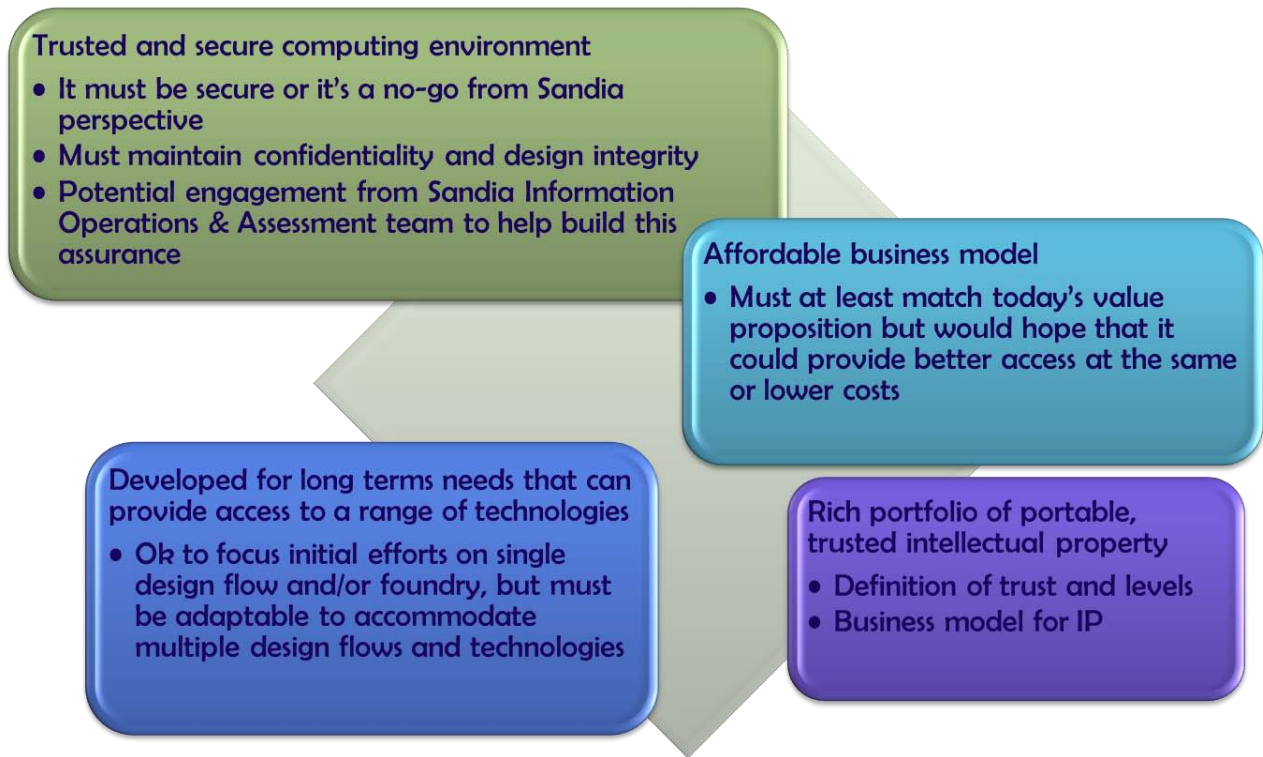 Trusted and secure computing environment
• It must be secure or it's a no-go from Sandia
perspective
• Must maintain confidentiality and design integrity
• Potential engagement from Sandia Information
Operations & Assessment team to help build this
assurance
Affordable business model
• Must at least match today's value
proposition but would hope that it
could provide better access at the same
or lower costs
Developed for long terms needs that can
provide access to a range of technologies
• Ok to focus initial efforts on single
design flow and/or foundry, but must
be adaptable to accommodate
multiple design flows and technologies
Rich portfolio of portable,
trusted intellectual property
• Definition of trust and levels
• Business model for IP